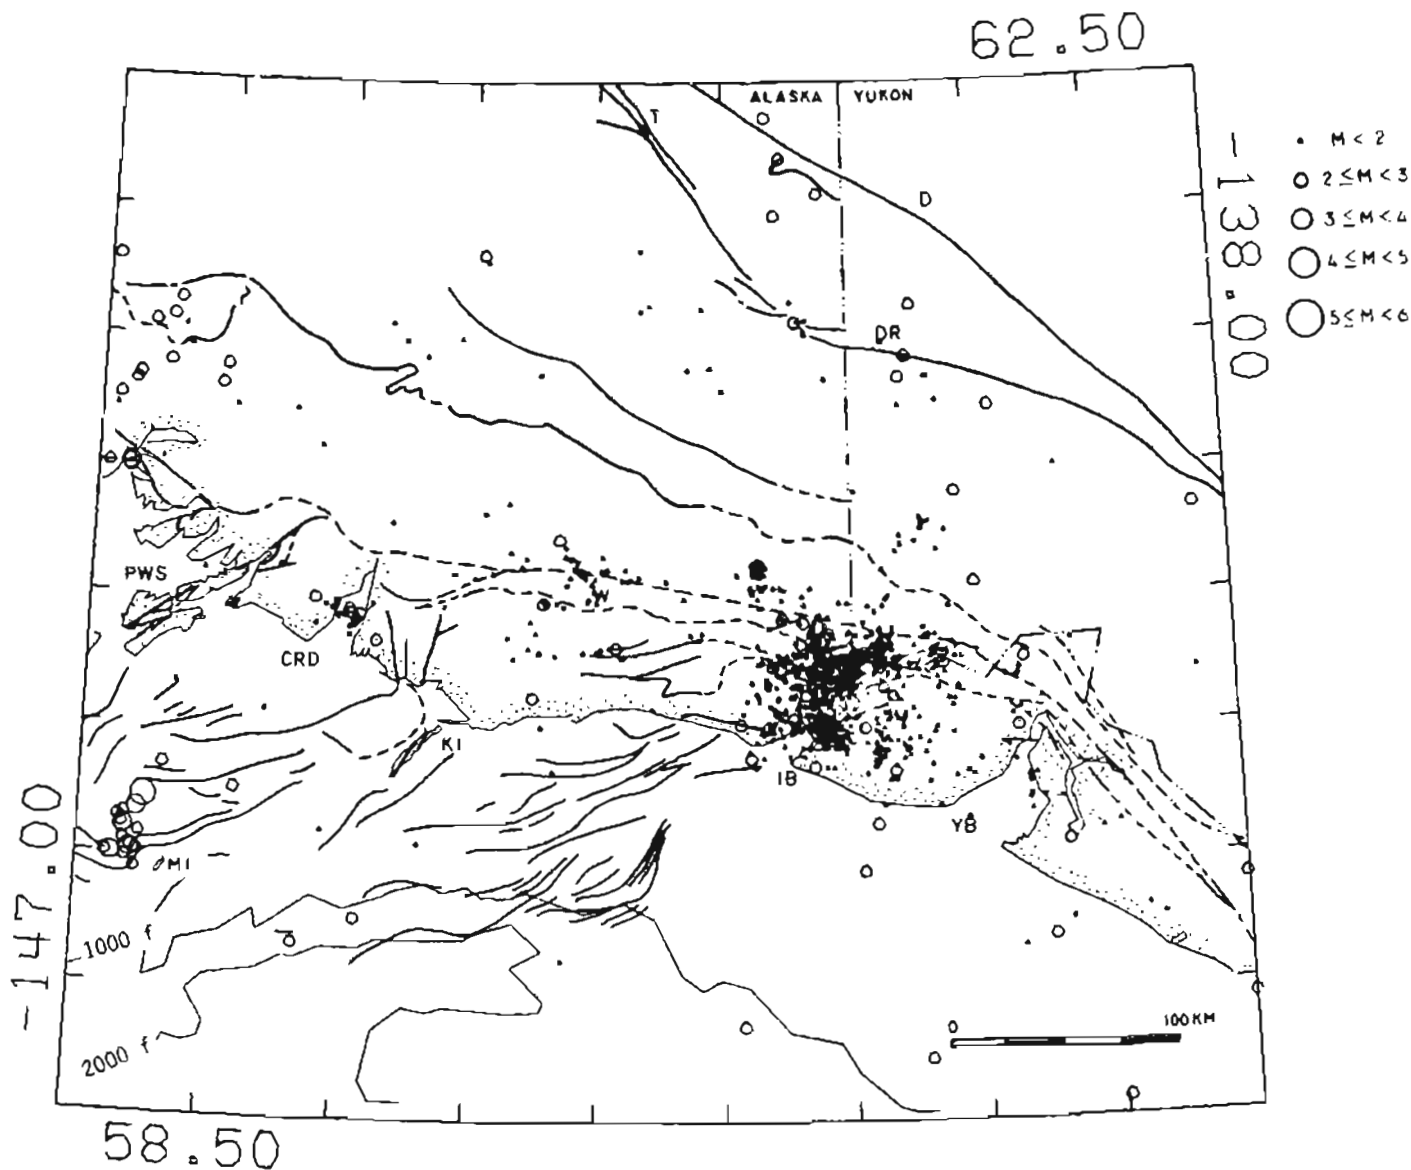 62.50
ALASKA YUKON
T
M < 2
2 ≤ M < 3
3 ≤ M < 4
4 ≤ M < 5
5 ≤ M < 6
-138.00
D
DR
PWS
W
CRD
KI
IB
YB
MI
-147.00
1000 f
2000 f
0 100 KM
58.50